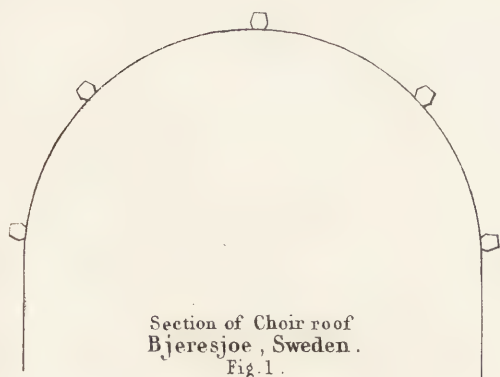 Section of Choir roof
Bjeresjoe, Sweden.
Fig. 1.